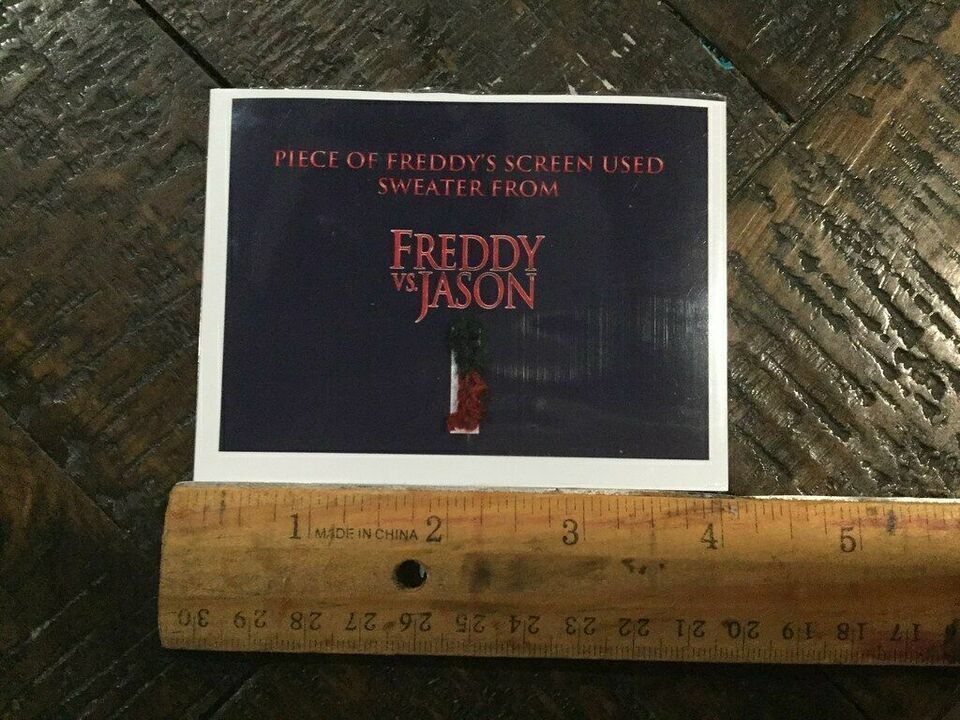 PIECE OF FREDDY'S SCREEN USED
SWEATER FROM
FREDDY
VS. JASON
1 MADE IN CHINA 2 3 4 5
30 29 28 27 26 25 24 23 22 21 20 19 18 17